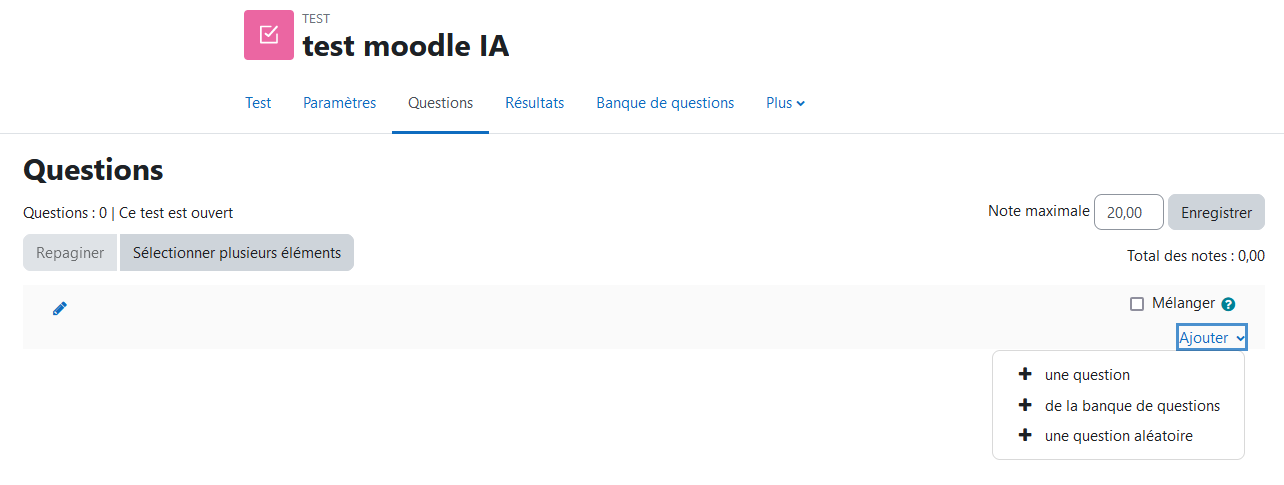 TEST
test moodle IA
Test Paramètres Questions Résultats Banque de questions Plus
Questions
Questions : 0 | Ce test est ouvert
Note maximale 20,00 Enregistrer
Repaginer Sélectionner plusieurs éléments
Total des notes : 0,00
Mélanger ?
Ajouter
une question
de la banque de questions
une question aléatoire